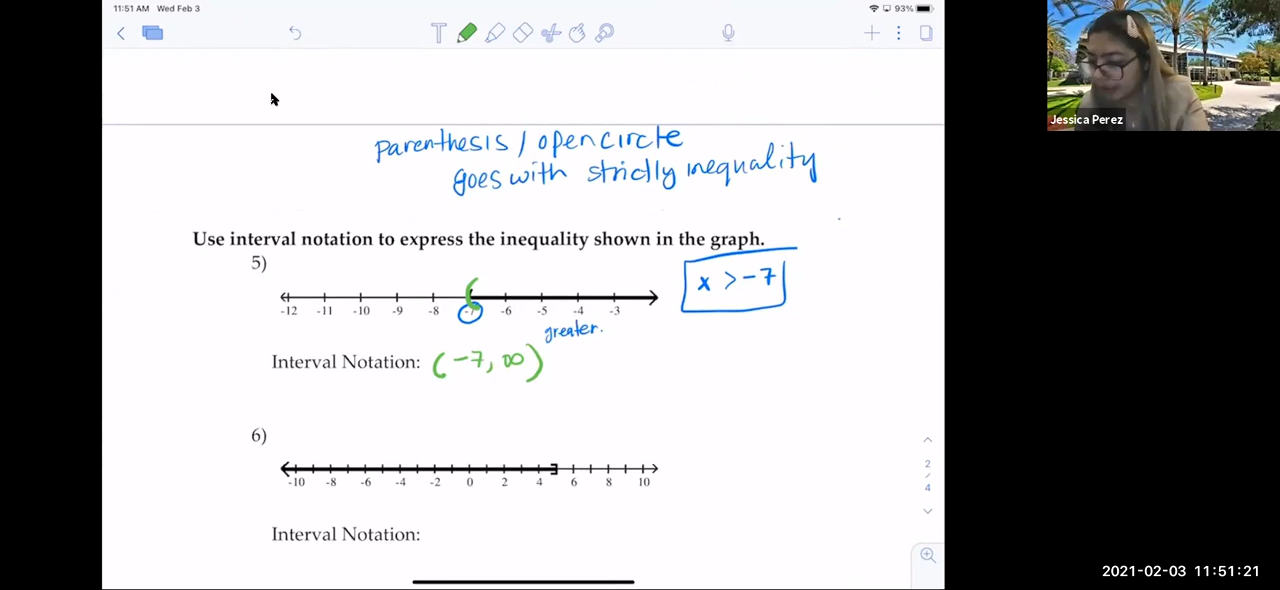 11:51 AM Wed Feb 3
93%
T
Jessica Perez
parenthesis / open circle
goes with strictly inequality
Use interval notation to express the inequality shown in the graph.
5)
x > -7
-12 -11 -10 -9 -8 -7 -6 -5 -4 -3
greater.
Interval Notation: (-7, ∞)
6)
-10 -8 -6 -4 -2 0 2 4 6 8 10
Interval Notation:
2
/
4
2021-02-03 11:51:21